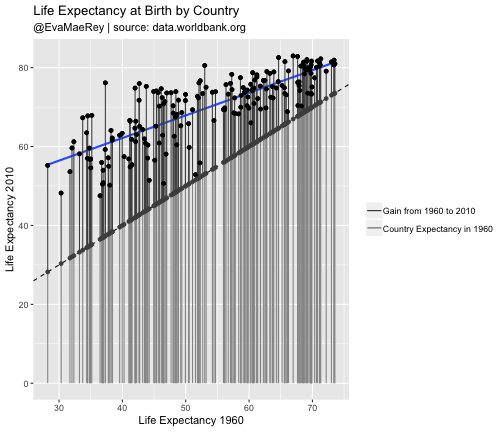 Life Expectancy at Birth by Country
@EvaMaeRey | source: data.worldbank.org
80
60
40
20
0
Life Expectancy 2010
30 40 50 60 70
Life Expectancy 1960
Gain from 1960 to 2010
Country Expectancy in 1960